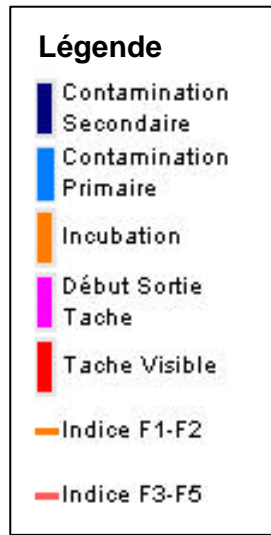 Légende
Contamination
Secondaire
Contamination
Primaire
Incubation
Début Sortie
Tache
Tache Visible
Indice F1-F2
Indice F3-F5